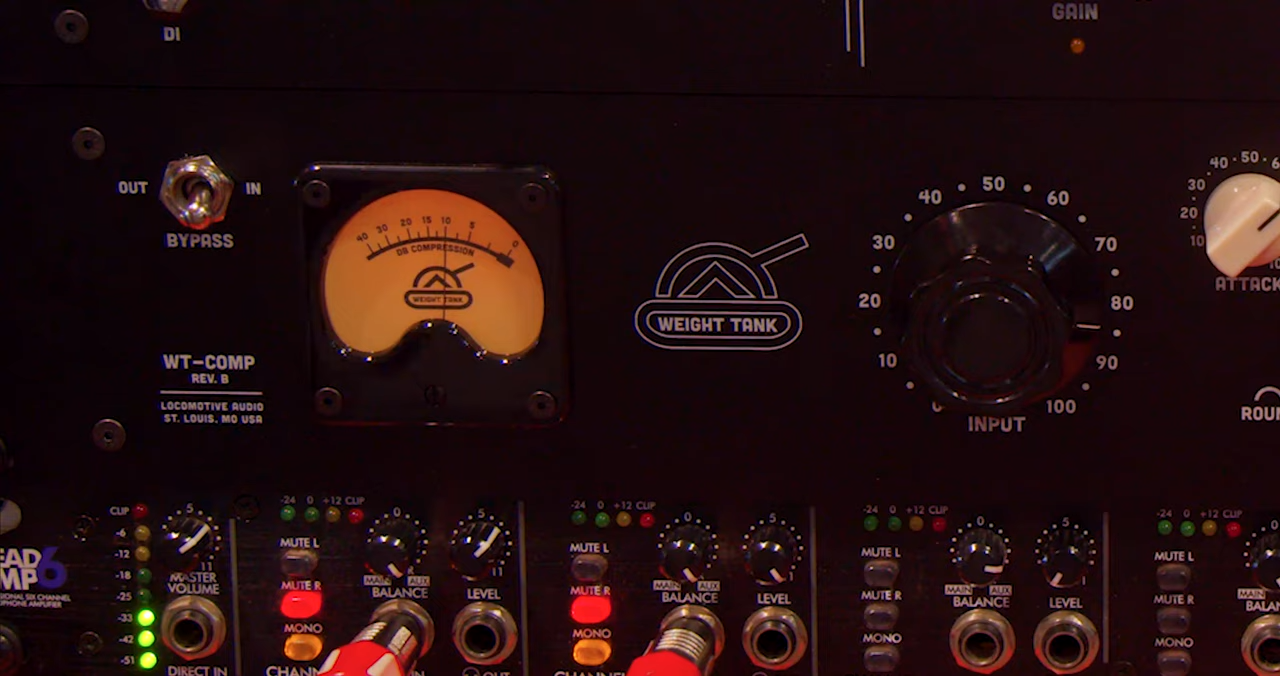 DI
GAIN
OUT
IN
BYPASS
40 30 20 15 10 5 0
DB COMPRESSION
WEIGHT TANK
WT-COMP
REV. B
LOCOMOTIVE AUDIO
ST. LOUIS, MO USA
WEIGHT TANK
0 10 20 30 40 50 60 70 80 90 100
INPUT
10 20 30 40 50
ATTACK
CLIP
-6
-12
-18
-25
-33
-42
-51
5
11
MASTER
VOLUME
DIRECT IN
-24 0 +12 CLIP
MUTE L
MUTE R
MONO
0
MAIN AUX
BALANCE
5
11
LEVEL
-24 0 +12 CLIP
MUTE L
MUTE R
MONO
0
MAIN AUX
BALANCE
5
LEVEL
-24 0 +12 CLIP
MUTE L
MUTE R
MONO
0
MAIN AUX
BALANCE
5
LEVEL
-24 0 +12 CLIP
MUTE L
MUTE R
MONO
0